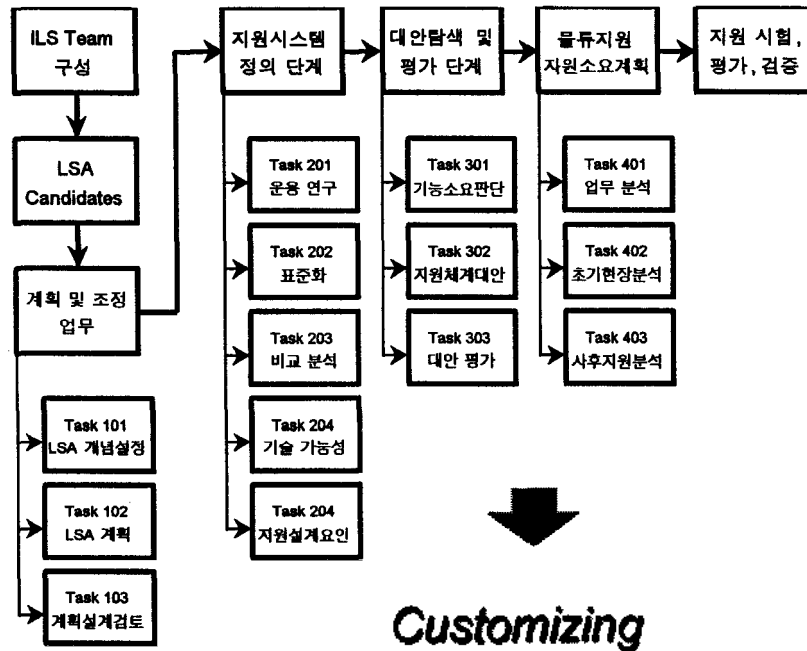 ILS Team
구성
LSA
Candidates
계획 및 조정
업무
Task 101
LSA 개념설정
Task 102
LSA 계획
Task 103
계획설계검토
지원시스템
정의 단계
Task 201
운용 연구
Task 202
표준화
Task 203
비교 분석
Task 204
기술 가능성
Task 204
지원설계요인
대안탐색 및
평가 단계
Task 301
기능소요판단
Task 302
지원체계대안
Task 303
대안 평가
물류지원
자원소요계획
Task 401
업무 분석
Task 402
초기현장분석
Task 403
사후지원분석
지원 시험,
평가, 검증
Customizing